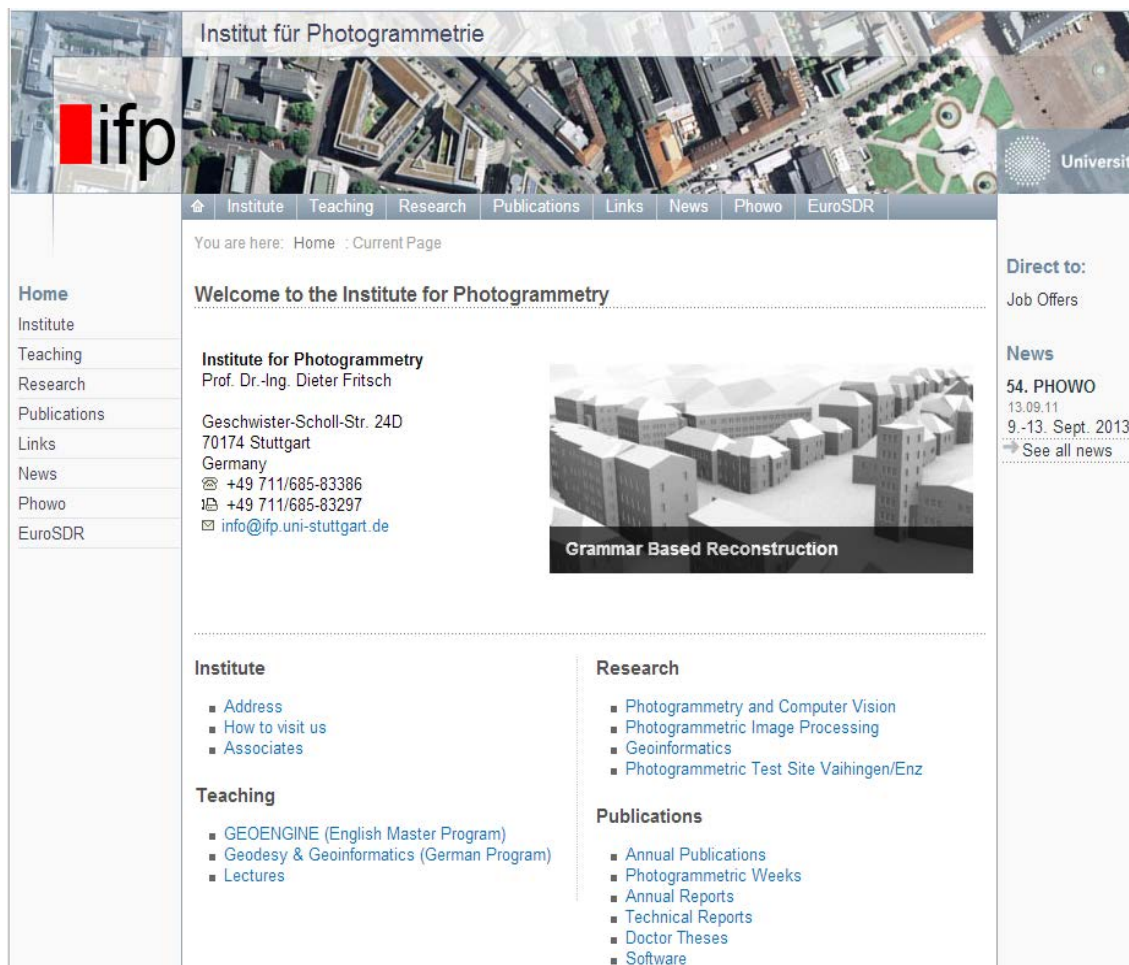 Institut für Photogrammetrie
ifp
Institute Teaching Research Publications Links News Phowo EuroSDR
You are here: Home : Current Page
Home
Institute
Teaching
Research
Publications
Links
News
Phowo
EuroSDR
Welcome to the Institute for Photogrammetry
Institute for Photogrammetry
Prof. Dr.-Ing. Dieter Fritsch
Geschwister-Scholl-Str. 24D
70174 Stuttgart
Germany
+49 711/685-83386
+49 711/685-83297
info@ifp.uni-stuttgart.de
Grammar Based Reconstruction
Institute
Address
How to visit us
Associates
Teaching
GEOENGINE (English Master Program)
Geodesy & Geoinformatics (German Program)
Lectures
Research
Photogrammetry and Computer Vision
Photogrammetric Image Processing
Geoinformatics
Photogrammetric Test Site Vaihingen/Enz
Publications
Annual Publications
Photogrammetric Weeks
Annual Reports
Technical Reports
Doctor Theses
Software
Universit
Direct to:
Job Offers
News
54. PHOWO
13.09.11
9.-13. Sept. 2013
See all news